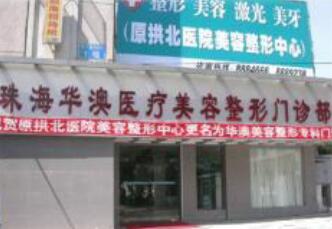 整形 美容 激光 美牙
(原拱北医院美容整形中心)
珠海华澳医疗美容整形门诊部
贺原拱北医院美容整形中心更名为华澳美容整形专科门